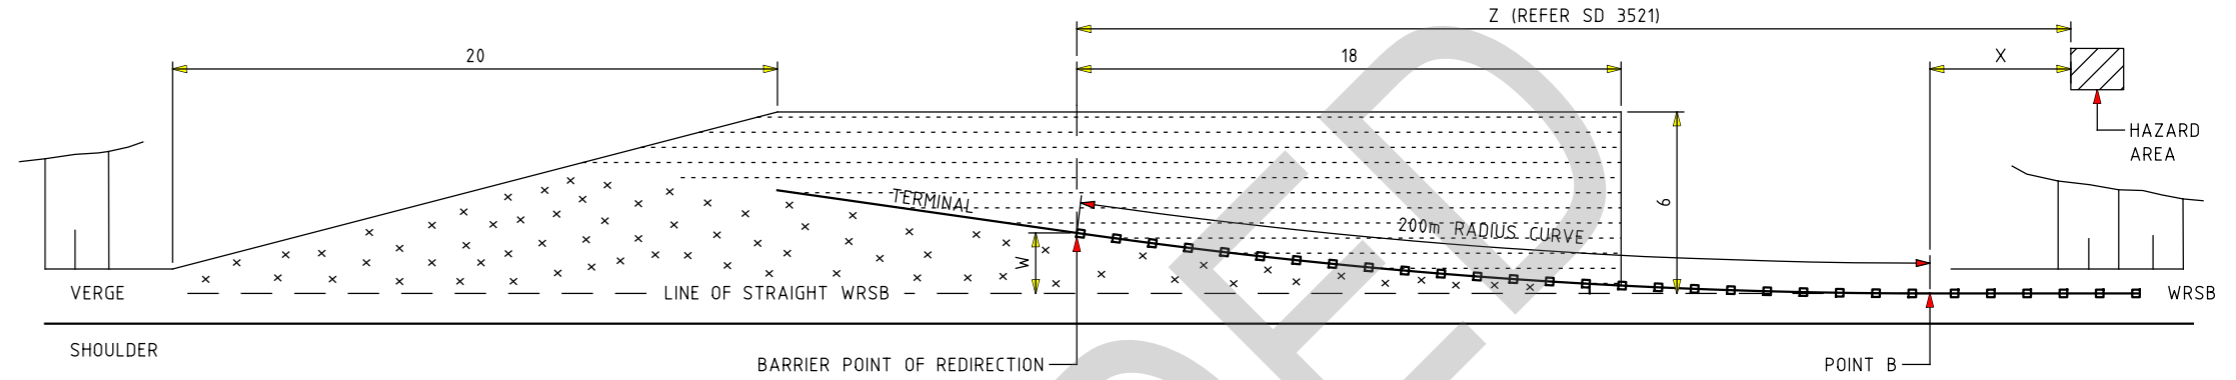 Z (REFER SD 3521)
20
18
X
HAZARD
AREA
6
TERMINAL
200m RADIUS CURVE
W
VERGE
LINE OF STRAIGHT WRSB
WRSB
SHOULDER
BARRIER POINT OF REDIRECTION
POINT B